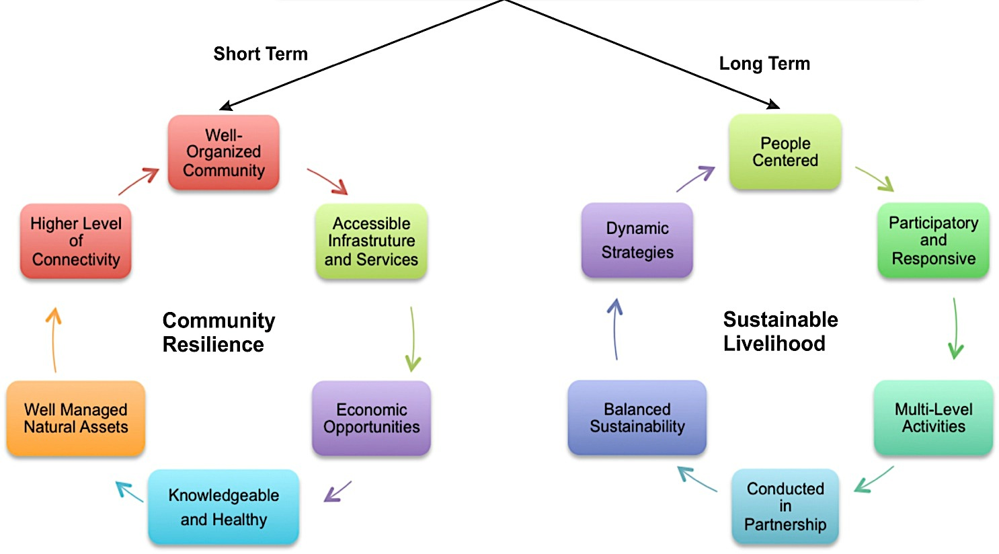 Short Term
Long Term
Well-
Organized
Community
Accessible
Infrastruture
and Services
Economic
Opportunities
Knowledgeable
and Healthy
Well Managed
Natural Assets
Higher Level
of
Connectivity
Community
Resilience
People
Centered
Participatory
and
Responsive
Multi-Level
Activities
Conducted
in
Partnership
Balanced
Sustainability
Dynamic
Strategies
Sustainable
Livelihood